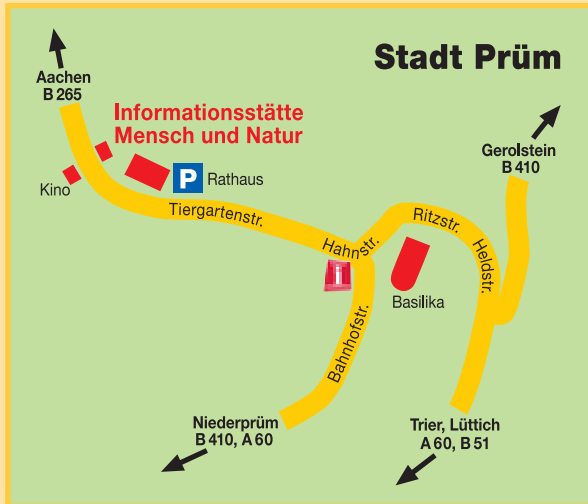 Stadt Prüm
Aachen
B 265
Informationsstätte
Mensch und Natur
Gerolstein
B 410
Kino
P
Rathaus
Tiergartenstr.
Hahnstr.
Ritzstr.
Heldstr.
i
Basilika
Bahnhofstr.
Niederprüm
B 410, A 60
Trier, Lüttich
A 60, B 51